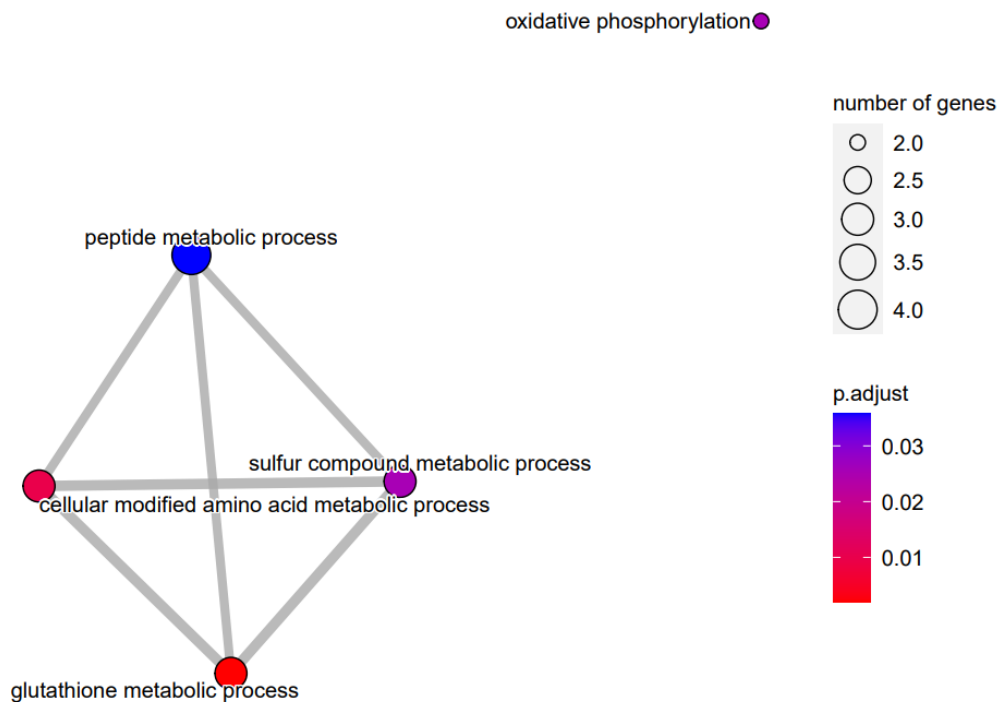 oxidative phosphorylation
number of genes
2.0
2.5
3.0
3.5
4.0
peptide metabolic process
p.adjust
0.03
0.02
0.01
sulfur compound metabolic process
cellular modified amino acid metabolic process
glutathione metabolic process